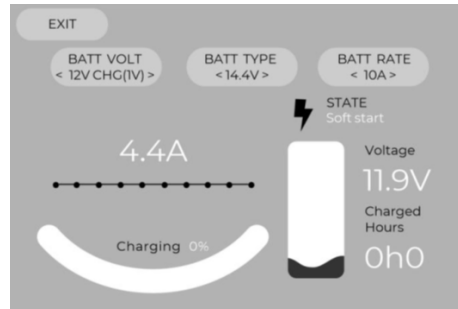 EXIT
BATT VOLT
< 12V CHG(1V) >
BATT TYPE
< 14.4V >
BATT RATE
< 10A >
STATE
Soft start
4.4A
Voltage
11.9V
Charged
Hours
0h0
Charging 0%